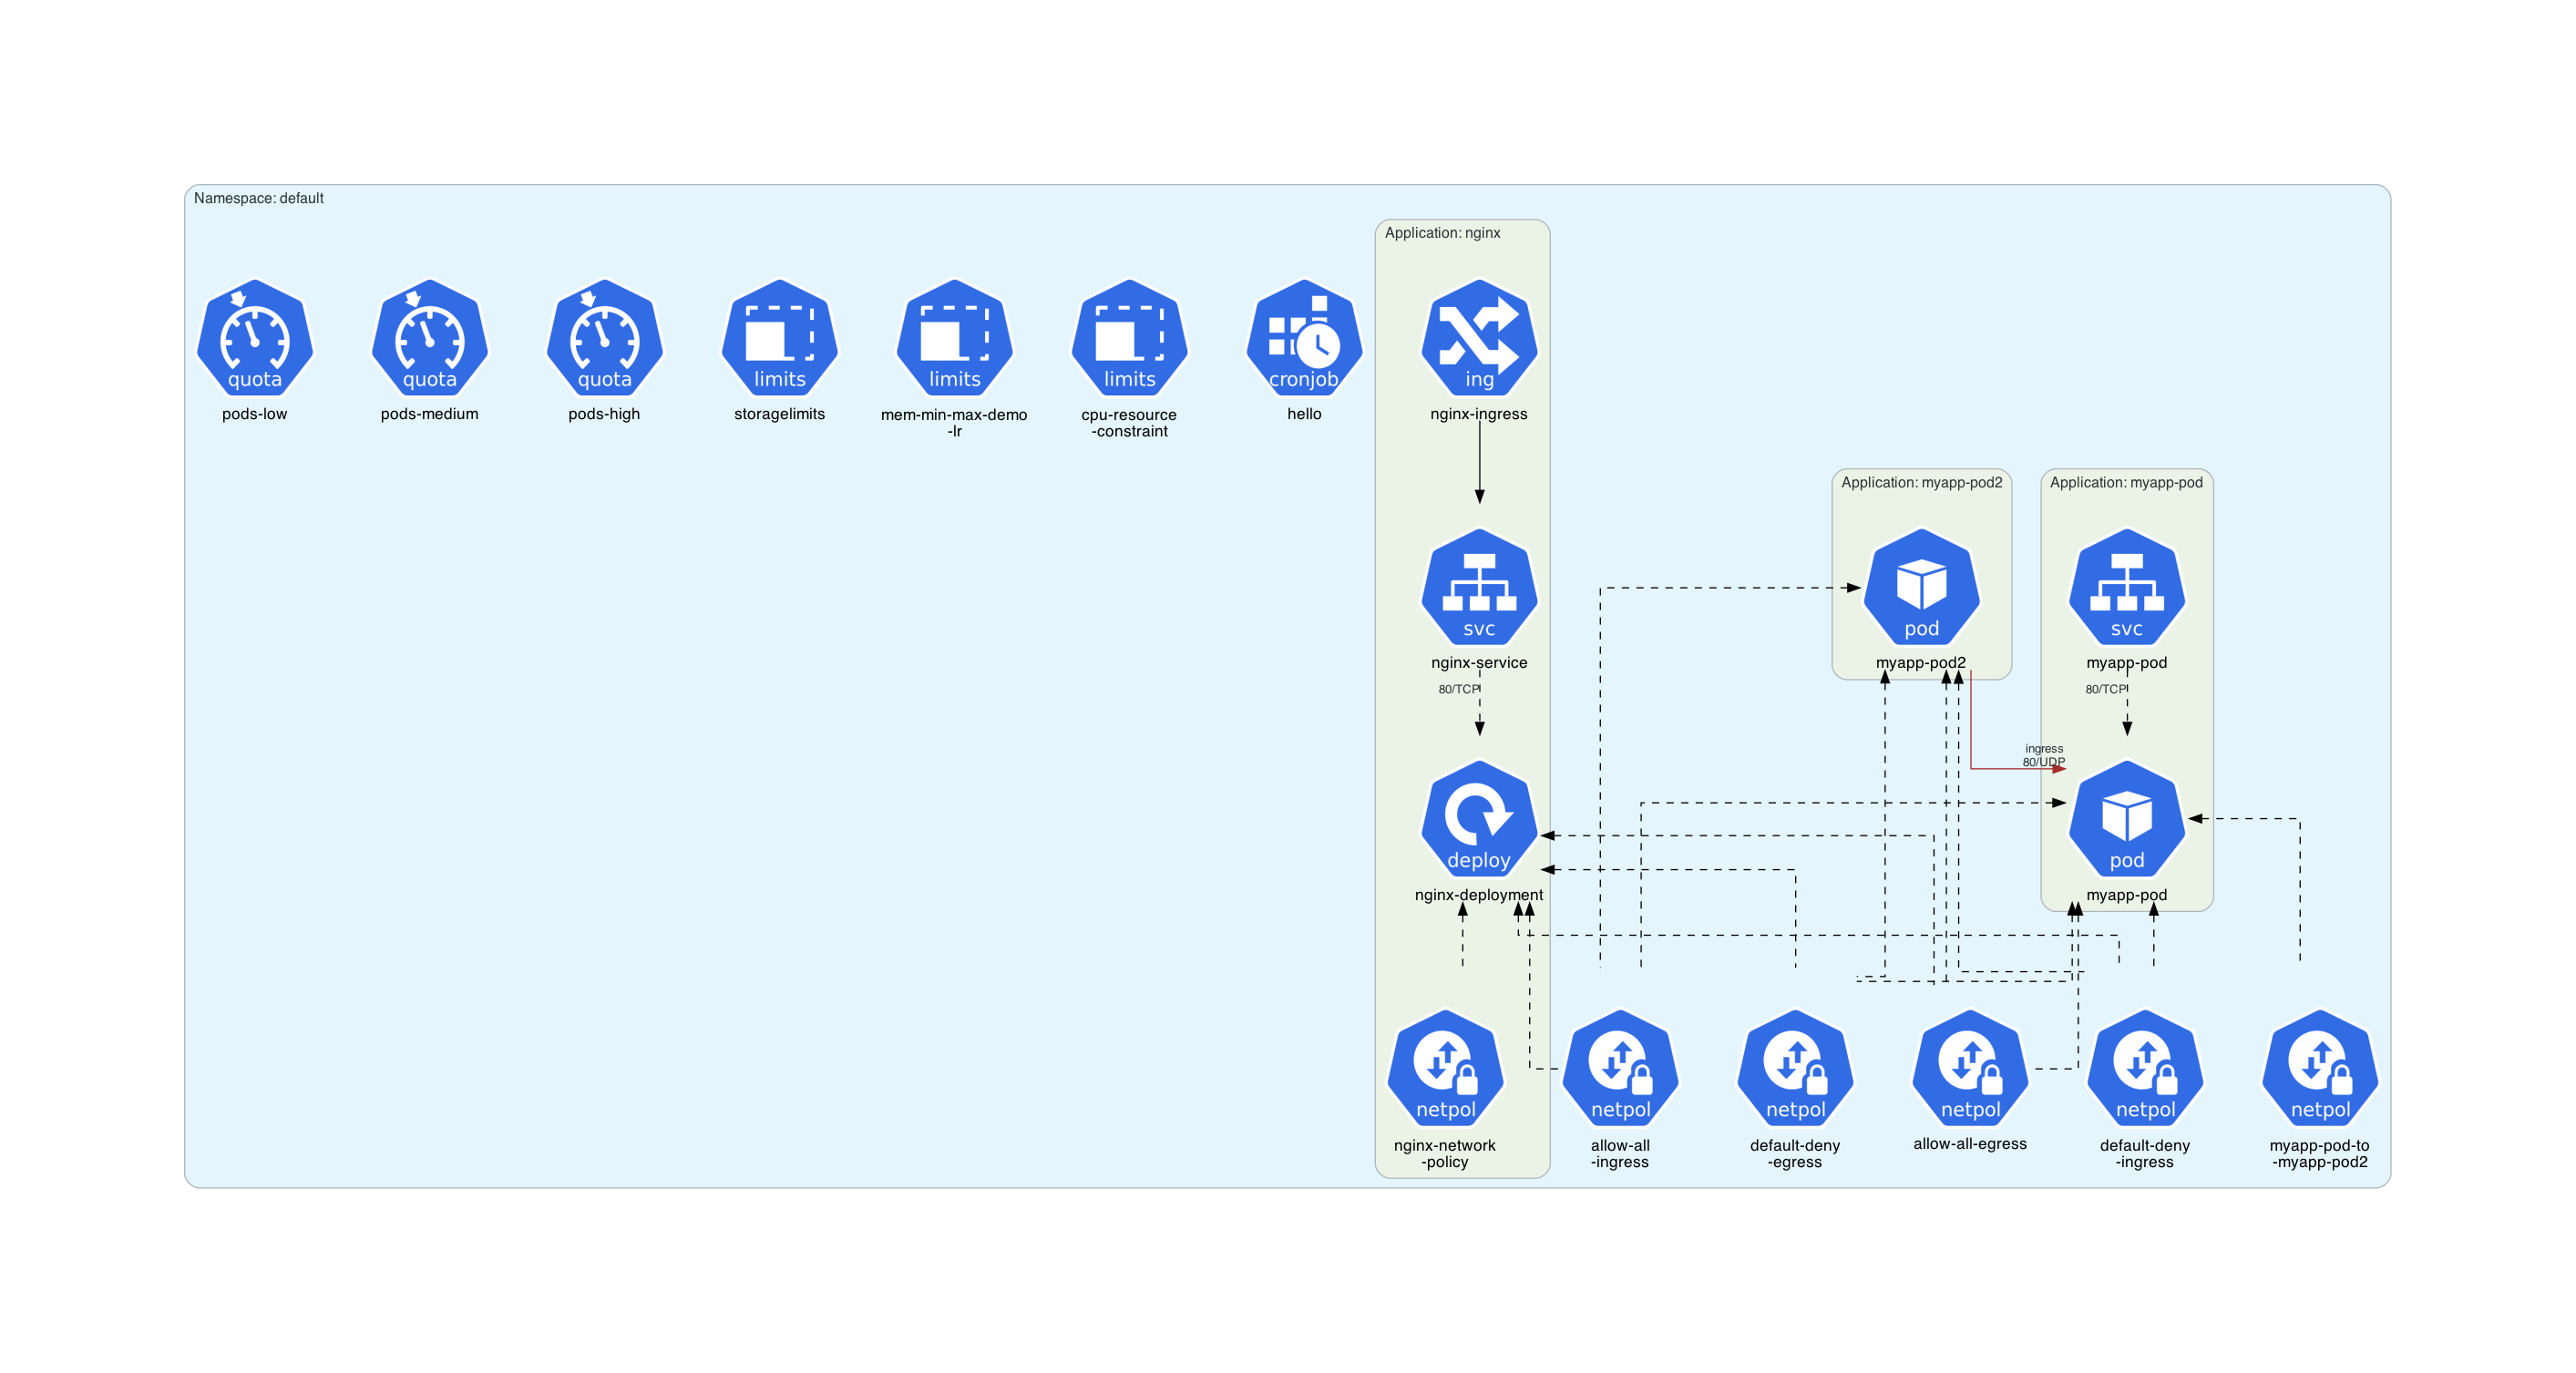 Namespace: default
Application: nginx
quota
pods-low
quota
pods-medium
quota
pods-high
limits
storagelimits
limits
mem-min-max-demo
-lr
limits
cpu-resource
-constraint
cronjob
hello
ing
nginx-ingress
Application: myapp-pod2
Application: myapp-pod
svc
nginx-service
80/TCP
pod
myapp-pod2
svc
myapp-pod
80/TCP
ingress
80/UDP
deploy
nginx-deployment
pod
myapp-pod
netpol
nginx-network
-policy
netpol
allow-all
-ingress
netpol
default-deny
-egress
netpol
allow-all-egress
netpol
default-deny
-ingress
netpol
myapp-pod-to
-myapp-pod2